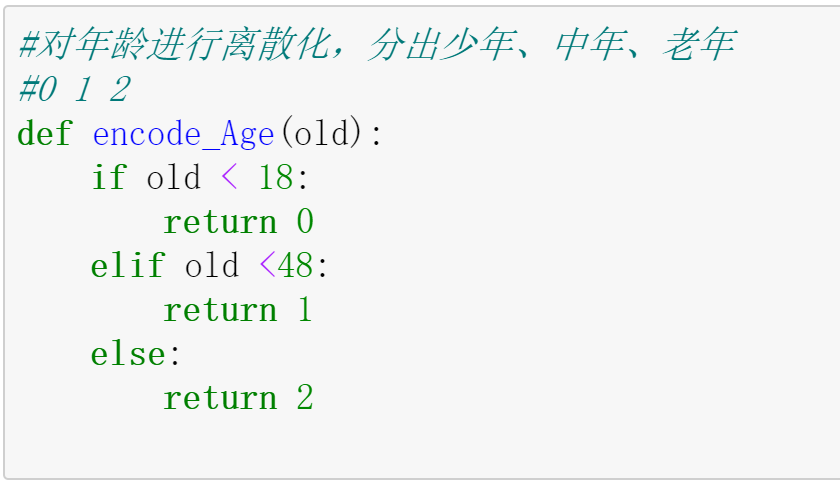 #对年龄进行离散化，分出少年、中年、老年
#0 1 2
def encode_Age(old):
    if old < 18:
        return 0
    elif old <48:
        return 1
    else:
        return 2